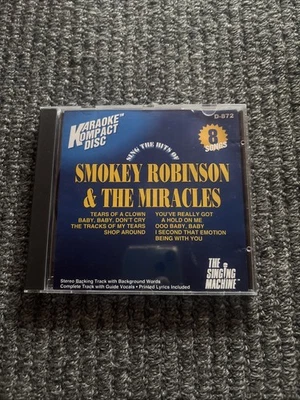 KARAOKE
KOMPACT
DISC
D-872
8
SONGS
SING THE HITS OF
SMOKEY ROBINSON
& THE MIRACLES
TEARS OF A CLOWN
BABY, BABY, DON'T CRY
THE TRACKS OF MY TEARS
SHOP AROUND
YOU'VE REALLY GOT
A HOLD ON ME
OOO BABY, BABY
I SECOND THAT EMOTION
BEING WITH YOU
Stereo Backing Track with Background Words
Complete Track with Guide Vocals • Printed Lyrics Included
THE
SINGING
MACHINE